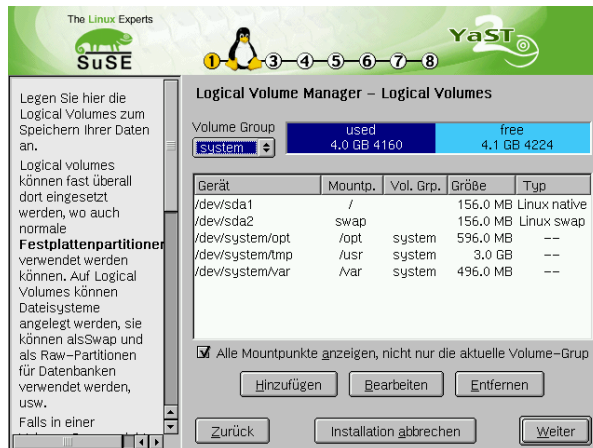 The Linux Experts
SuSE
YaST 2
1 3 4 5 6 7 8
Legen Sie hier die
Logical Volumes zum
Speichern Ihrer Daten
an.
Logical volumes
können fast überall
dort eingesetzt
werden, wo auch
normale
Festplattenpartitioner
verwendet werden
können. Auf Logical
Volumes können
Dateisysteme
angelegt werden, sie
können alsSwap und
als Raw-Partitionen
für Datenbanken
verwendet werden,
usw.
Falls in einer
Logical Volume Manager – Logical Volumes
Volume Group
system
used
4.0 GB 4160
free
4.1 GB 4224
Gerät Mountp. Vol. Grp. Größe Typ
/dev/sda1 / 156.0 MB Linux native
/dev/sda2 swap 156.0 MB Linux swap
/dev/system/opt /opt system 596.0 MB --
/dev/system/tmp /usr system 3.0 GB --
/dev/system/var /var system 496.0 MB --
Alle Mountpunkte anzeigen, nicht nur die aktuelle Volume-Grup
Hinzufügen Bearbeiten Entfernen
Zurück Installation abbrechen Weiter